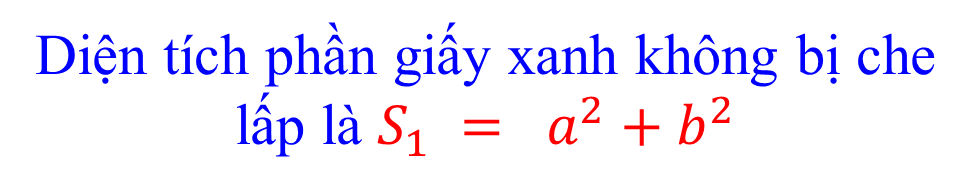 Diện tích phần giấy xanh không bị che
lấp là 𝑆₁ = 𝑎² + 𝑏²